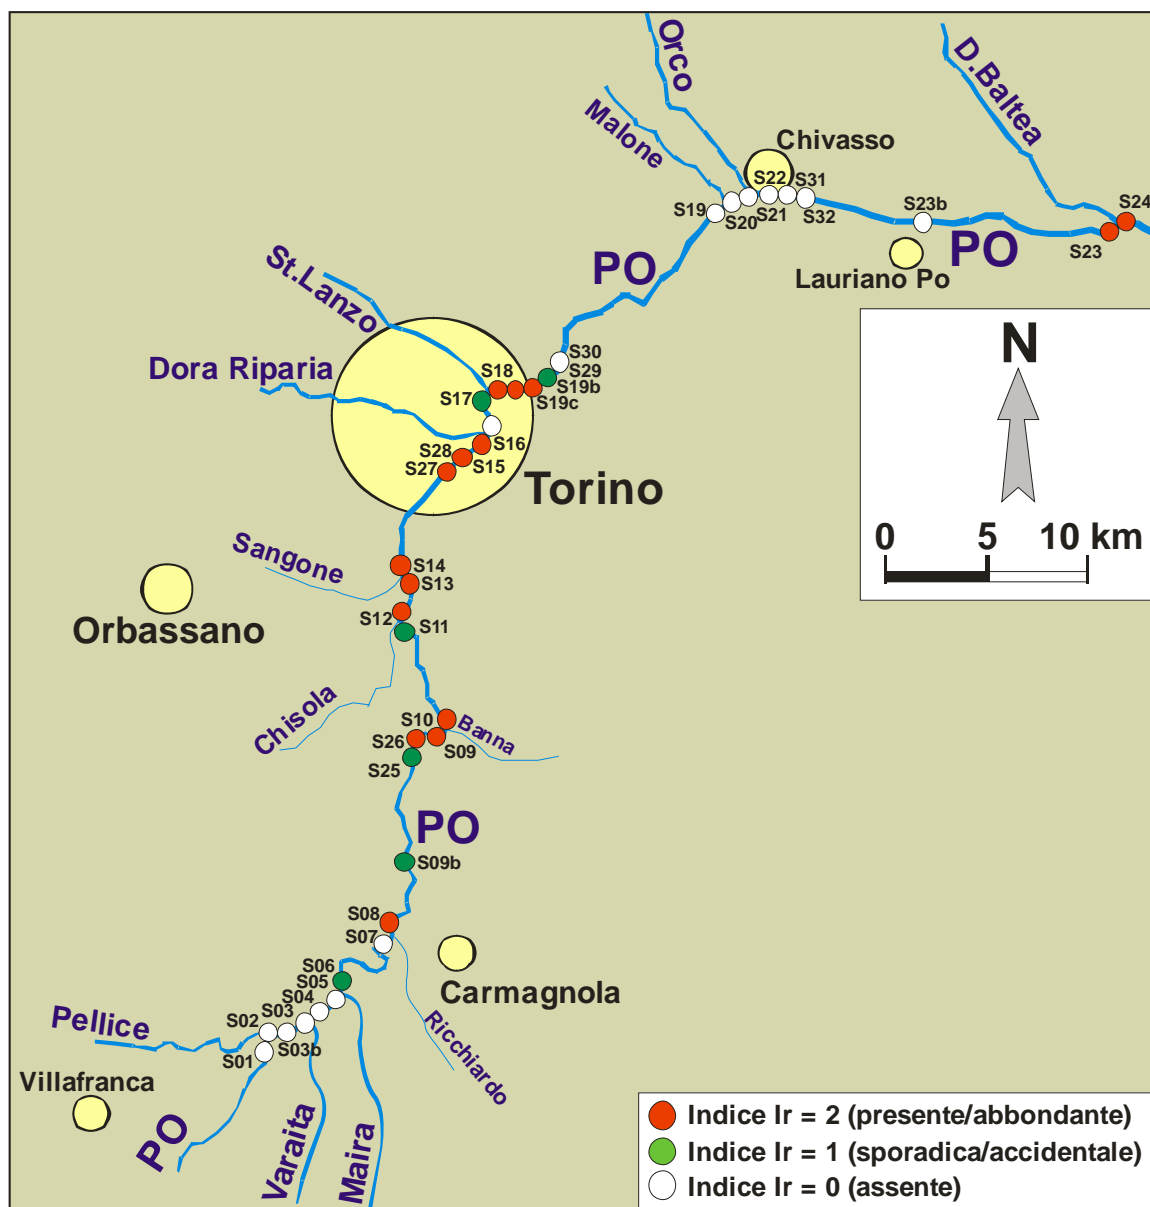 Orco
D.Baltea
Malone
Chivasso
S22
S31
S19
S20
S21
S32
S23b
S24
S23
PO
PO
Lauriano Po
St.Lanzo
Dora Riparia
S30
S29
S19b
S19c
S18
S17
S16
S28
S15
S27
Torino
N
0 5 10 km
Sangone
S14
S13
S12
S11
Orbassano
Chisola
S10
Banna
S26
S09
S25
PO
S09b
S08
S07
S06
S05
Carmagnola
S04
S03
S02
Pellice
S03b
S01
Ricchiardo
Villafranca
PO
Varaita
Maira
Indice Ir = 2 (presente/abbondante)
Indice Ir = 1 (sporadica/accidentale)
Indice Ir = 0 (assente)